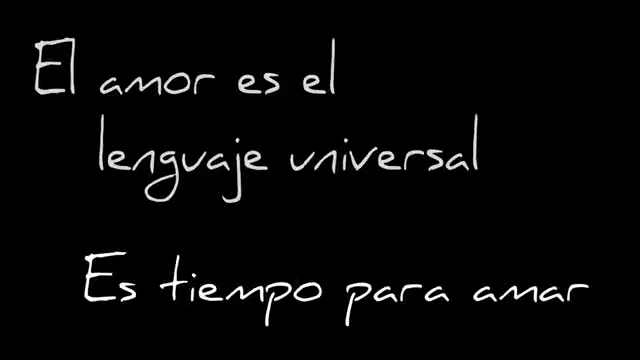 El amor es el
lenguaje universal
Es tiempo para amar